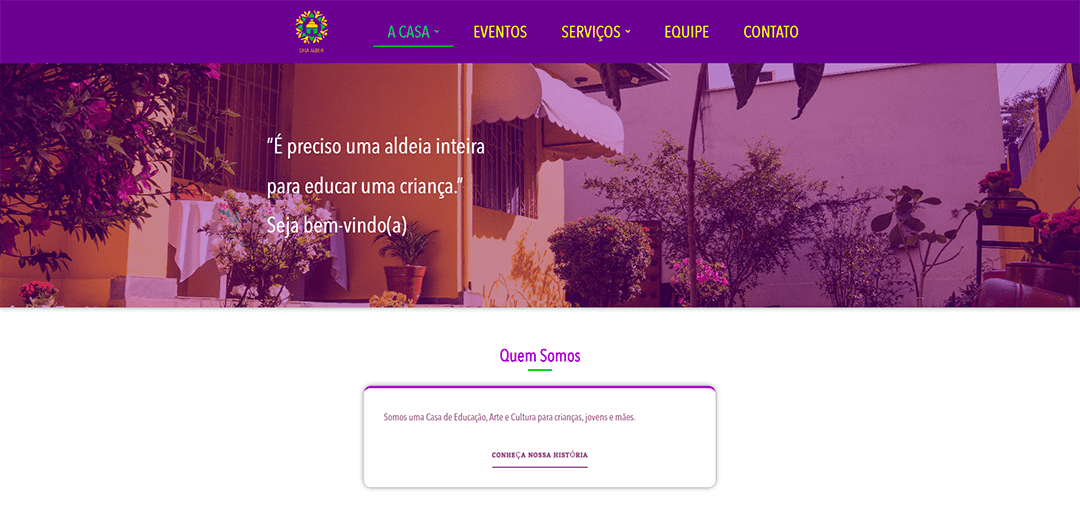 A CASA
EVENTOS
SERVIÇOS
EQUIPE
CONTATO
CASA ALDEIA
"É preciso uma aldeia inteira
para educar uma criança."
Seja bem-vindo(a)
Quem Somos
Somos uma Casa de Educação, Arte e Cultura para crianças, jovens e mães.
CONHEÇA NOSSA HISTÓRIA